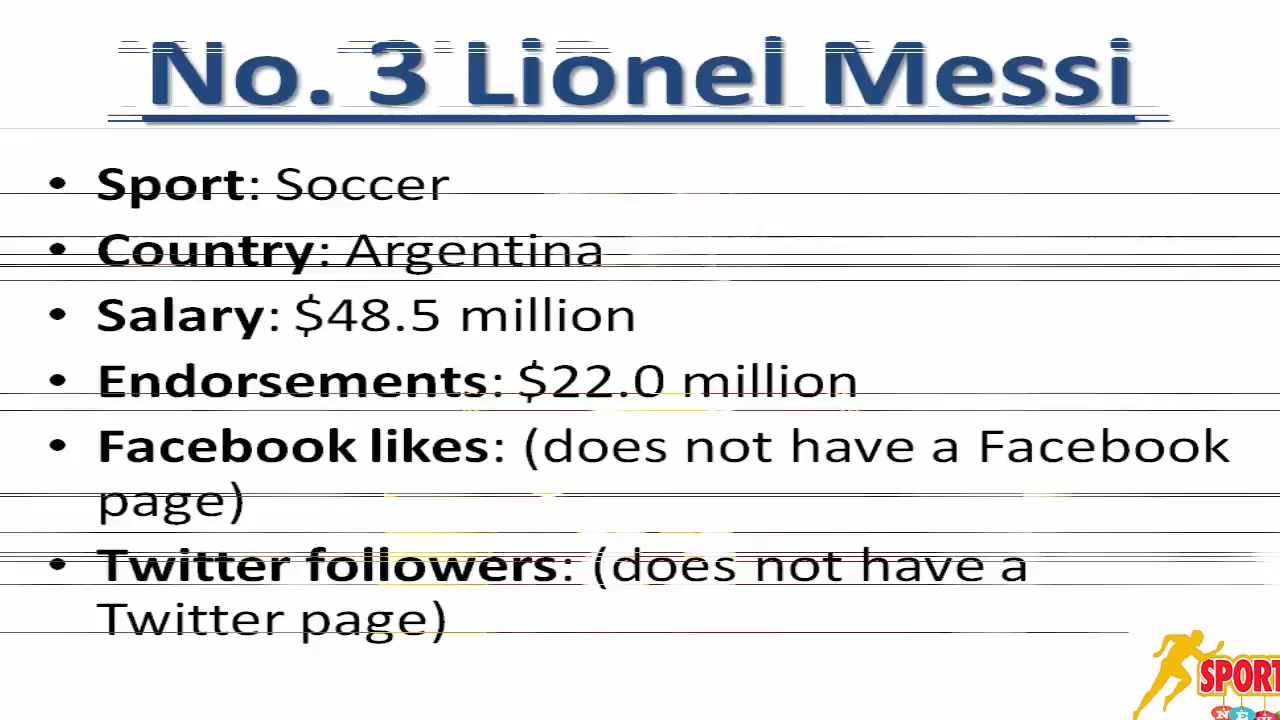 No. 3 Lionel Messi
• Sport: Soccer
• Country: Argentina
• Salary: $48.5 million
• Endorsements: $22.0 million
• Facebook likes: (does not have a Facebook
page)
• Twitter followers: (does not have a
Twitter page)
SPORT